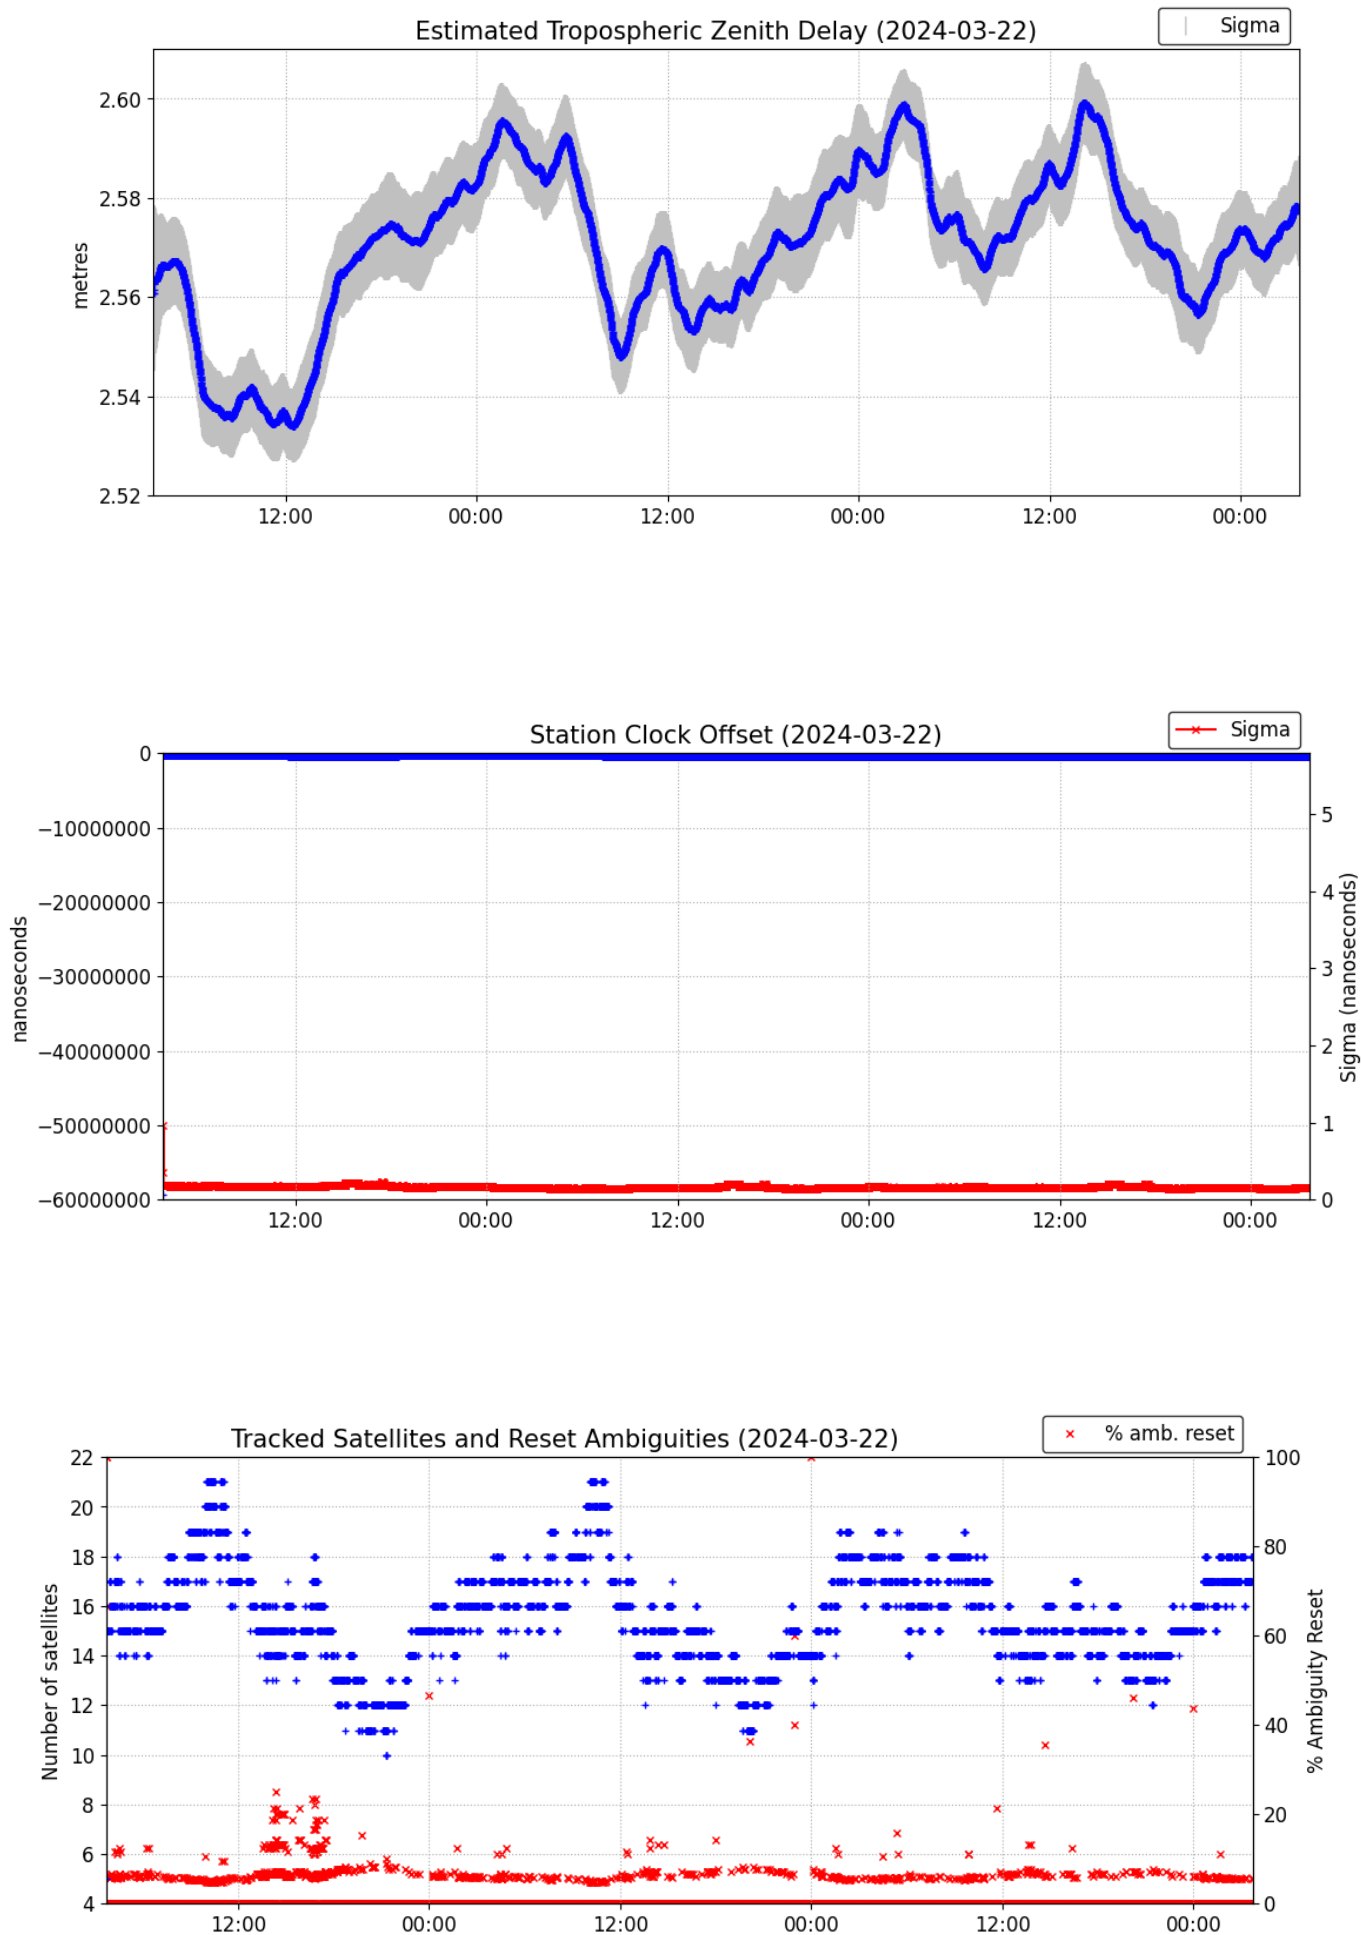 Estimated Tropospheric Zenith Delay (2024-03-22)
Sigma
2.60
2.58
2.56
2.54
2.52
metres
12:00 00:00 12:00 00:00 12:00 00:00
Station Clock Offset (2024-03-22)
Sigma
0
−10000000
−20000000
−30000000
−40000000
−50000000
−60000000
nanoseconds
5
4
3
2
1
0
Sigma (nanoseconds)
12:00 00:00 12:00 00:00 12:00 00:00
Tracked Satellites and Reset Ambiguities (2024-03-22)
% amb. reset
22
20
18
16
14
12
10
8
6
4
Number of satellites
100
80
60
40
20
0
% Ambiguity Reset
12:00 00:00 12:00 00:00 12:00 00:00